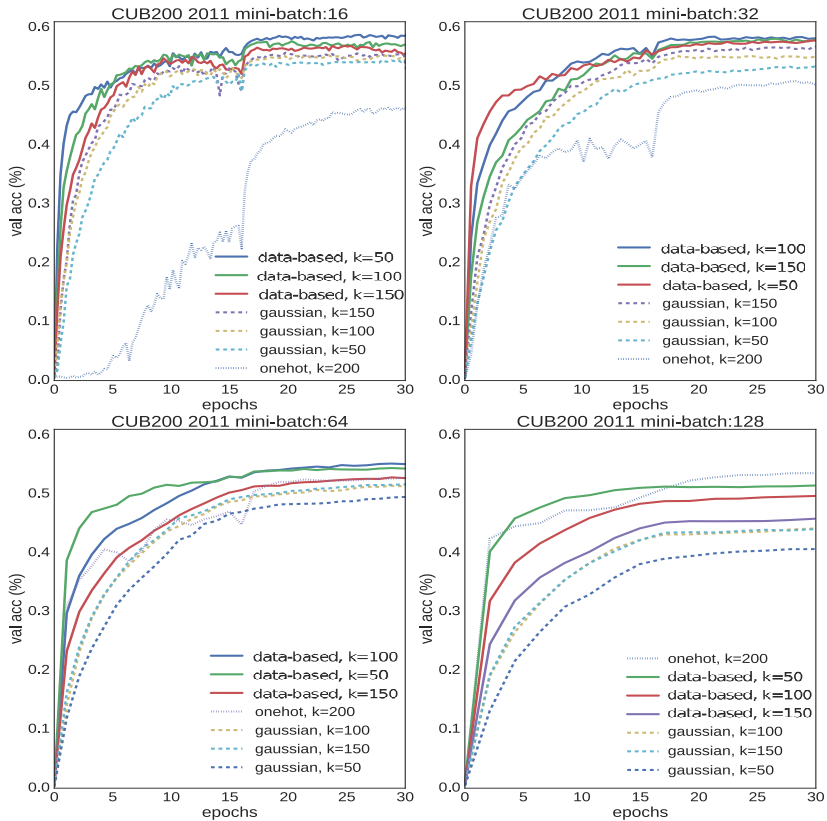 CUB200 2011 mini-batch:16
0.6
0.5
0.4
0.3
0.2
0.1
0.0
val acc (%)
data-based, k=50
data-based, k=100
data-based, k=150
gaussian, k=150
gaussian, k=100
gaussian, k=50
onehot, k=200
0 5 10 15 20 25 30
epochs
CUB200 2011 mini-batch:32
0.6
0.5
0.4
0.3
0.2
0.1
0.0
val acc (%)
data-based, k=100
data-based, k=150
data-based, k=50
gaussian, k=150
gaussian, k=100
gaussian, k=50
onehot, k=200
0 5 10 15 20 25 30
epochs
CUB200 2011 mini-batch:64
0.6
0.5
0.4
0.3
0.2
0.1
0.0
val acc (%)
data-based, k=100
data-based, k=50
data-based, k=150
onehot, k=200
gaussian, k=100
gaussian, k=150
gaussian, k=50
0 5 10 15 20 25 30
epochs
CUB200 2011 mini-batch:128
0.6
0.5
0.4
0.3
0.2
0.1
0.0
val acc (%)
onehot, k=200
data-based, k=50
data-based, k=100
data-based, k=150
gaussian, k=100
gaussian, k=150
gaussian, k=50
0 5 10 15 20 25 30
epochs